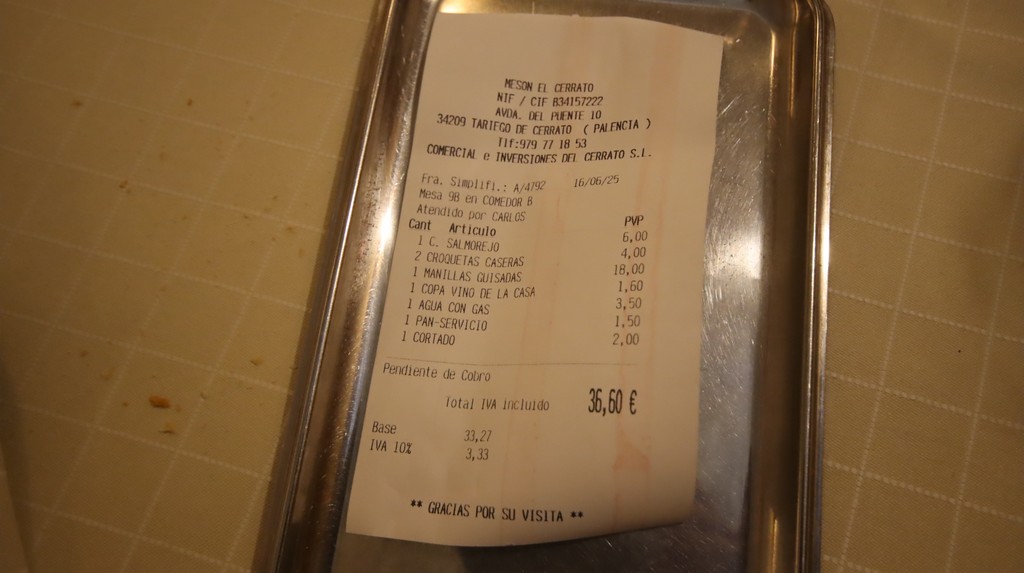 MESON EL CERRATO
NIF / CIF B34157222
AVDA. DEL PUENTE 10
34209 TARIEGO DE CERRATO ( PALENCIA )
Tlf:979 77 18 53
COMERCIAL e INVERSIONES DEL CERRATO S.L.
Fra. Simplifi.: A/4792 16/06/25
Mesa 9B en COMEDOR B
Atendido por CARLOS
Cant Articulo PVP
1 C. SALMOREJO 6,00
2 CROQUETAS CASERAS 4,00
1 MANILLAS GUISADAS 18,00
1 COPA VINO DE LA CASA 1,60
1 AGUA CON GAS 3,50
1 PAN-SERVICIO 1,50
1 CORTADO 2,00
Pendiente de Cobro
Total IVA incluido 36,60 €
Base 33,27
IVA 10% 3,33
** GRACIAS POR SU VISITA **